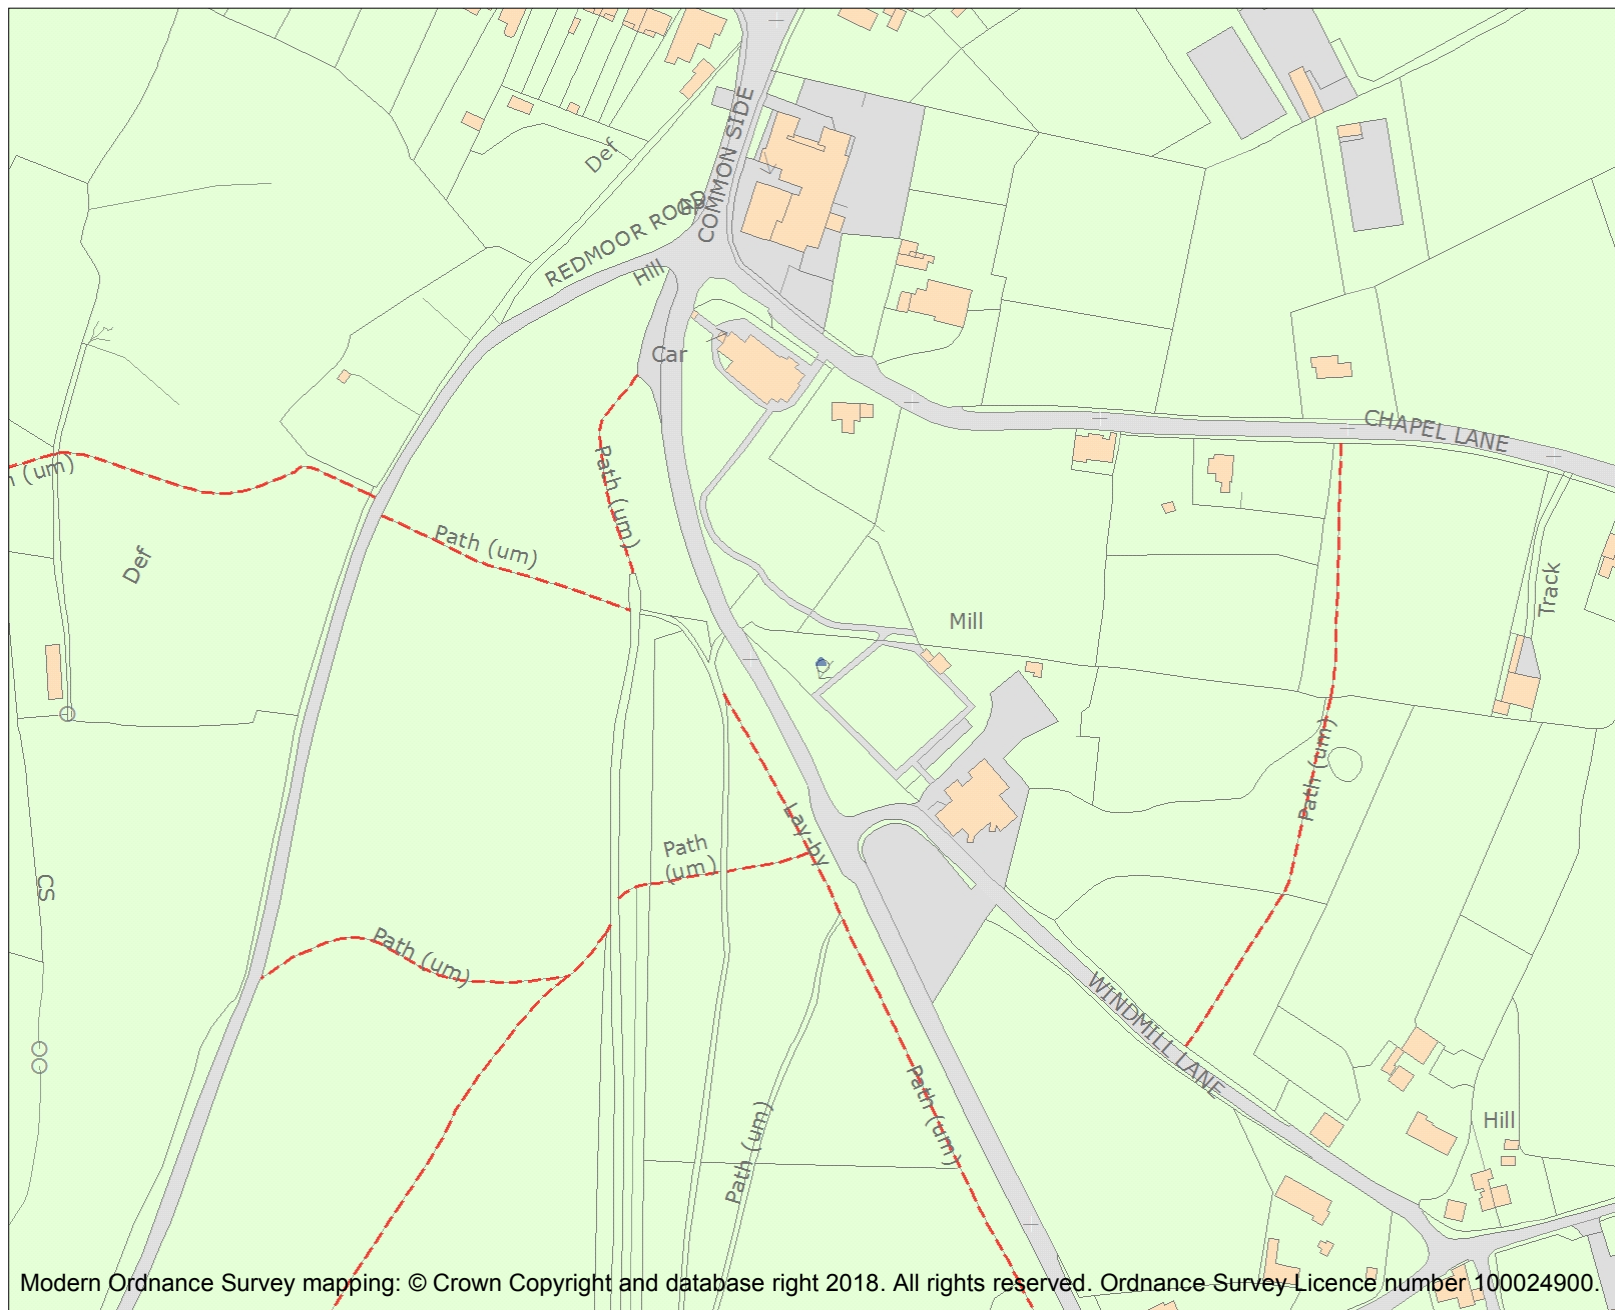 COMMON SIDE
Def
REDMOOR ROAD
Hill
Car
CHAPEL LANE
Path (um)
(um)
Path (um)
Def
Track
Mill
Path (um)
Lay-by
Path
(um)
CS
Path (um)
WINDMILL LANE
Path (um)
Path (um)
Hill
Modern Ordnance Survey mapping: © Crown Copyright and database right 2018. All rights reserved. Ordnance Survey Licence number 100024900.